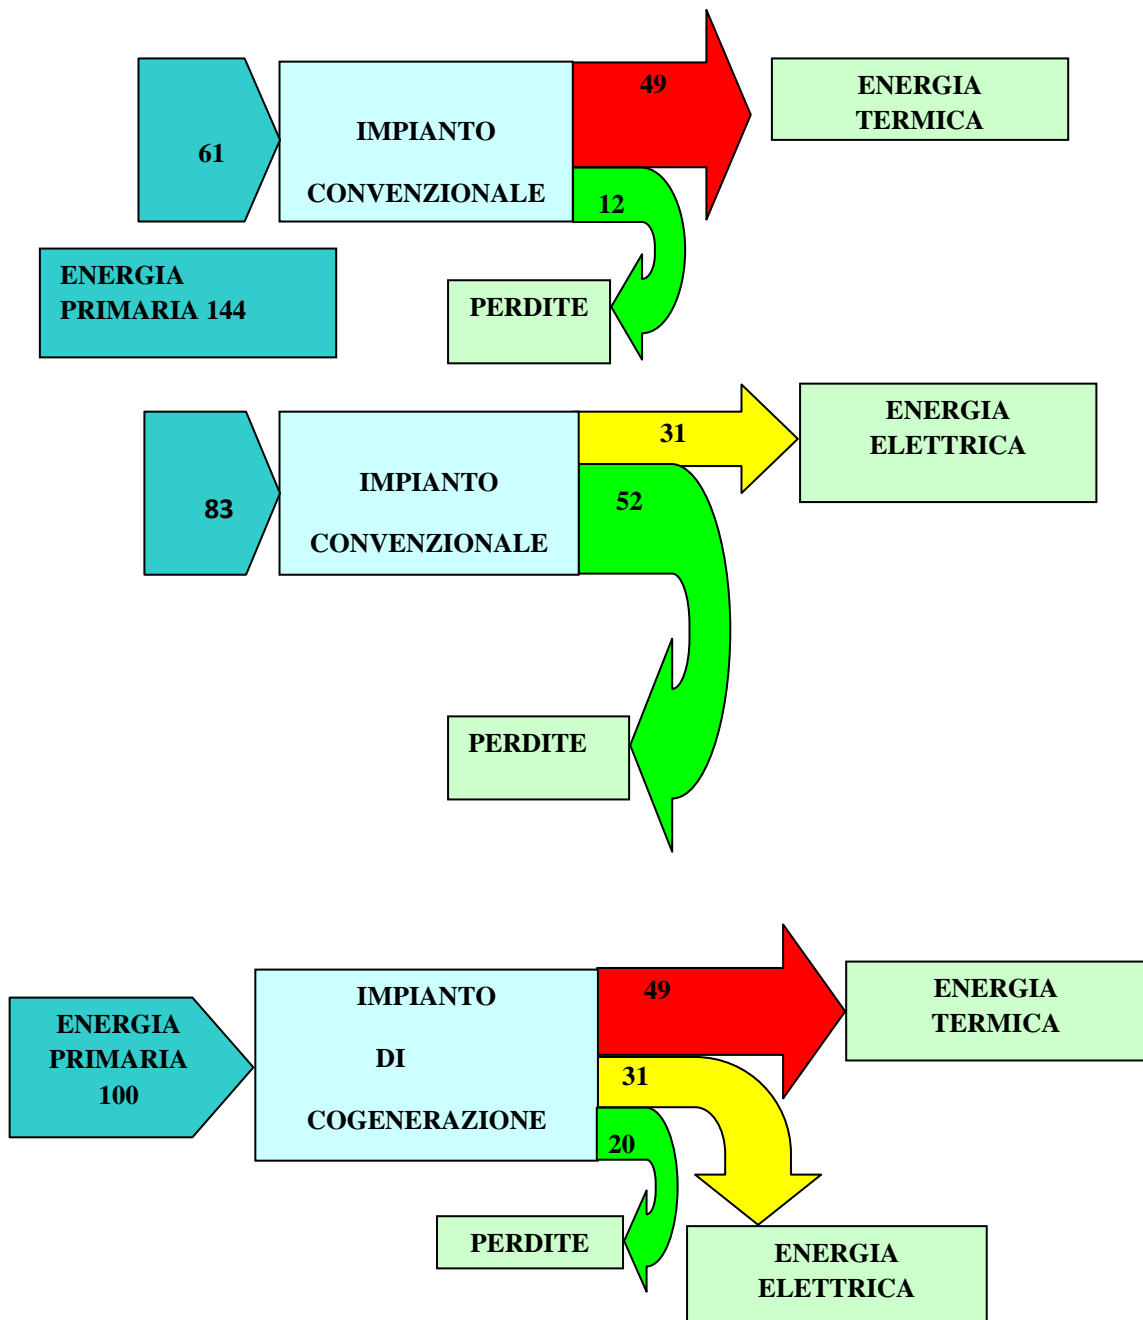 61
IMPIANTO
CONVENZIONALE
49
12
ENERGIA
TERMICA
ENERGIA
PRIMARIA 144
PERDITE
83
IMPIANTO
CONVENZIONALE
31
52
ENERGIA
ELETTRICA
PERDITE
ENERGIA
PRIMARIA
100
IMPIANTO
DI
COGENERAZIONE
49
31
20
ENERGIA
TERMICA
PERDITE
ENERGIA
ELETTRICA